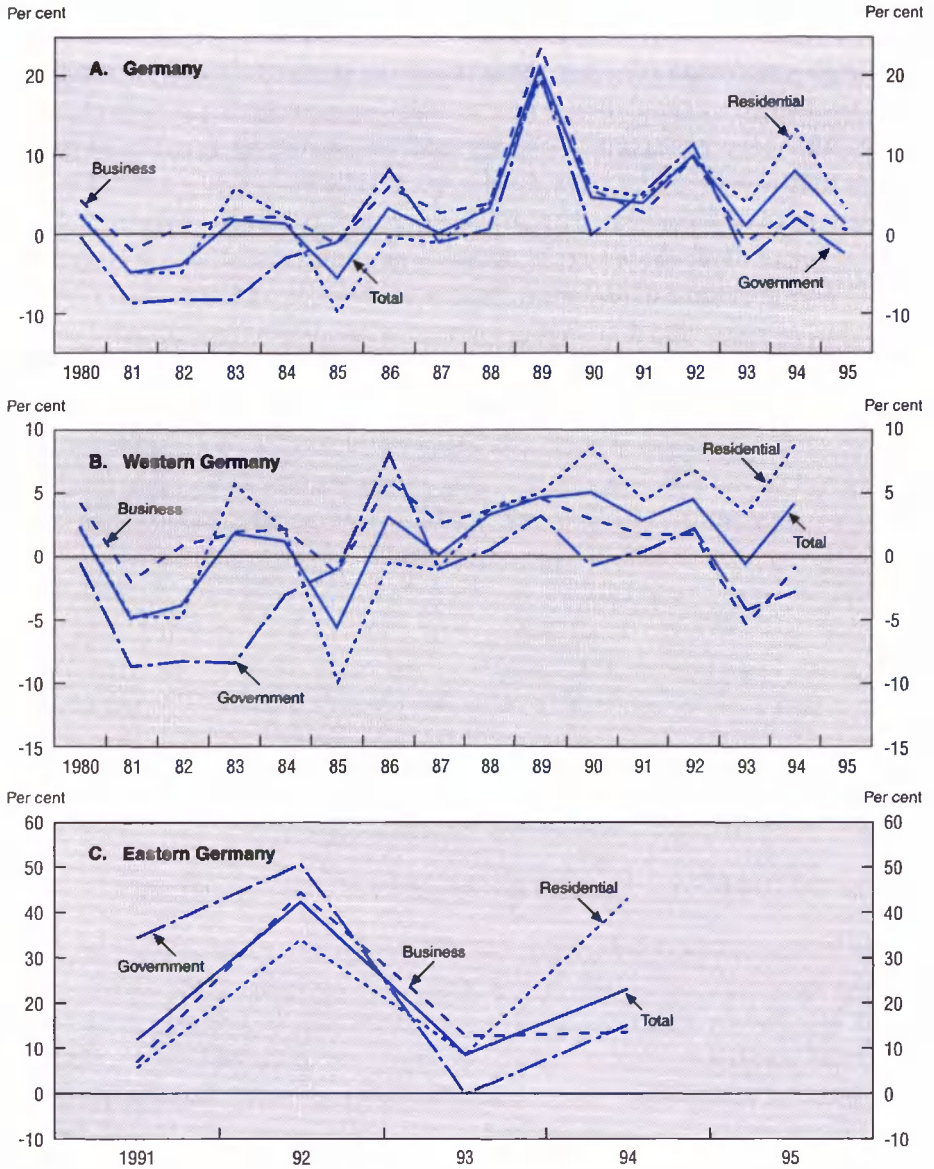 Per cent Per cent
A. Germany
20 20
Residential
Business
10 10
0 0
Total
Government
-10 -10
1980 81 82 83 84 85 86 87 88 89 90 91 92 93 94 95
Per cent Per cent
10 10
B. Western Germany
Residential
5 5
Business
Total
0 0
-5 -5
Government
-10 -10
-15 -15
1980 81 82 83 84 85 86 87 88 89 90 91 92 93 94 95
Per cent Per cent
60 60
C. Eastern Germany
50 50
Residential
40 40
Government
Business
30 30
20 20
Total
10 10
0 0
-10 -10
1991 92 93 94 95